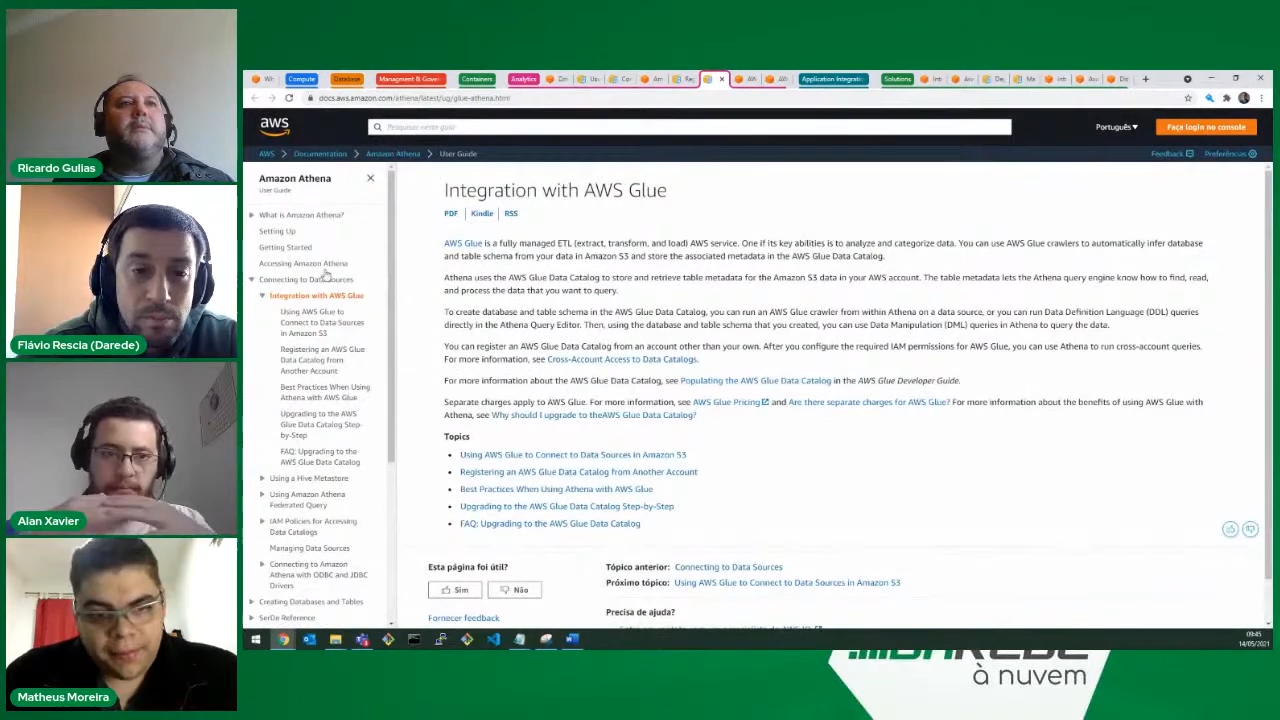 Ricardo Gulias
Flávio Rescia (Darede)
Alan Xavier
Matheus Moreira
Compute
Database
Containers
Analytics
Solutions
docs.aws.amazon.com/athena/latest/ug/glue-athena.html
aws
Pesquisar neste guia
Português
Faça login no console
AWS
Documentation
Amazon Athena
User Guide
Feedback
Preferências
Amazon Athena
User Guide
What is Amazon Athena?
Setting Up
Getting Started
Accessing Amazon Athena
Connecting to Data Sources
Integration with AWS Glue
Using AWS Glue to
Connect to Data Sources
in Amazon S3
Registering an AWS Glue
Data Catalog from
Another Account
Best Practices When Using
Athena with AWS Glue
Upgrading to the AWS
Glue Data Catalog Step-
by-Step
FAQ: Upgrading to the
AWS Glue Data Catalog
Using a Hive Metastore
Using Amazon Athena
Federated Query
IAM Policies for Accessing
Data Catalogs
Managing Data Sources
Connecting to Amazon
Athena with ODBC and JDBC
Drivers
Creating Databases and Tables
SerDe Reference
Integration with AWS Glue
PDF | Kindle | RSS
AWS Glue is a fully managed ETL (extract, transform, and load) AWS service. One if its key abilities is to analyze and categorize data. You can use AWS Glue crawlers to automatically infer database
and table schema from your data in Amazon S3 and store the associated metadata in the AWS Glue Data Catalog.
Athena uses the AWS Glue Data Catalog to store and retrieve table metadata for the Amazon S3 data in your AWS account. The table metadata lets the Athena query engine know how to find, read,
and process the data that you want to query.
To create database and table schema in the AWS Glue Data Catalog, you can run an AWS Glue crawler from within Athena on a data source, or you can run Data Definition Language (DDL) queries
directly in the Athena Query Editor. Then, using the database and table schema that you created, you can use Data Manipulation (DML) queries in Athena to query the data.
You can register an AWS Glue Data Catalog from an account other than your own. After you configure the required IAM permissions for AWS Glue, you can use Athena to run cross-account queries.
For more information, see Cross-Account Access to Data Catalogs.
For more information about the AWS Glue Data Catalog, see Populating the AWS Glue Data Catalog in the AWS Glue Developer Guide.
Separate charges apply to AWS Glue. For more information, see AWS Glue Pricing and Are there separate charges for AWS Glue? For more information about the benefits of using AWS Glue with
Athena, see Why should I upgrade to theAWS Glue Data Catalog?
Topics
• Using AWS Glue to Connect to Data Sources in Amazon S3
• Registering an AWS Glue Data Catalog from Another Account
• Best Practices When Using Athena with AWS Glue
• Upgrading to the AWS Glue Data Catalog Step-by-Step
• FAQ: Upgrading to the AWS Glue Data Catalog
Esta página foi útil?
Sim
Não
Fornecer feedback
Tópico anterior: Connecting to Data Sources
Próximo tópico: Using AWS Glue to Connect to Data Sources in Amazon S3
Precisa de ajuda?
09:45
14/05/2021
à nuvem